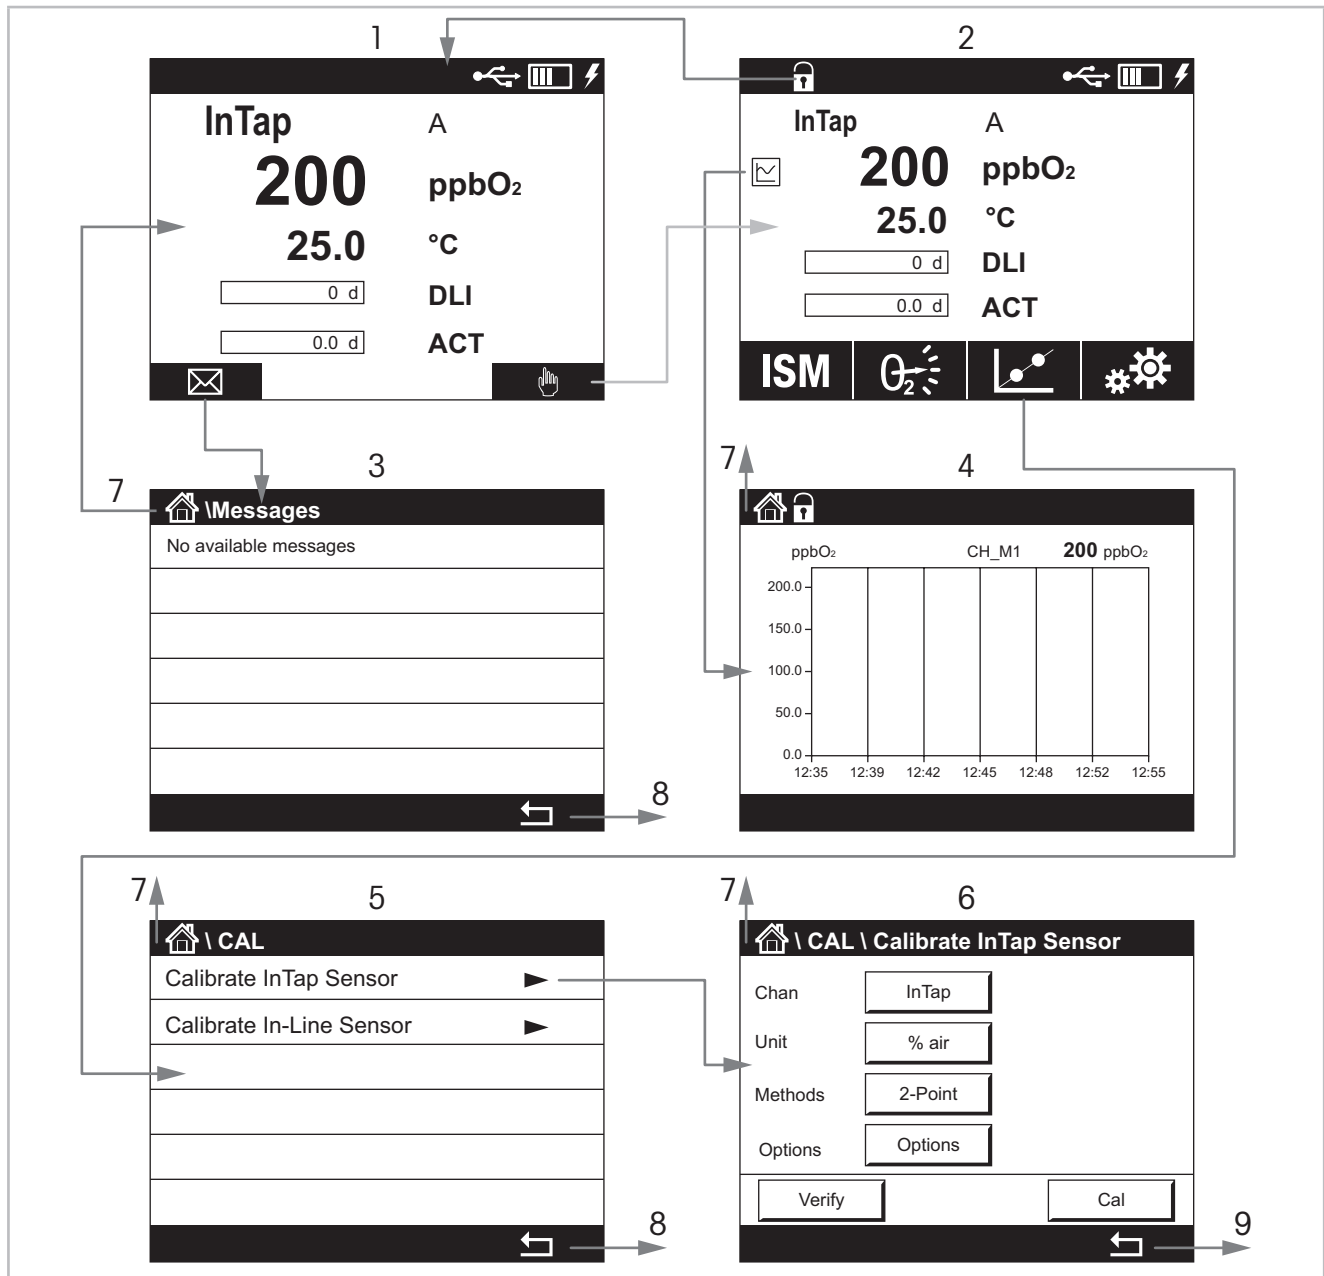 1
InTap A
200 ppbO₂
25.0 °C
0 d DLI
0.0 d ACT
2
InTap A
200 ppbO₂
25.0 °C
0 d DLI
0.0 d ACT
ISM O₂
3
7
\Messages
No available messages
8
7
4
ppbO₂ CH_M1 200 ppbO₂
200.0
150.0
100.0
50.0
0.0
12:35 12:39 12:42 12:45 12:48 12:52 12:55
7
5
\ CAL
Calibrate InTap Sensor
Calibrate In-Line Sensor
8
7
6
\ CAL \ Calibrate InTap Sensor
Chan InTap
Unit % air
Methods 2-Point
Options Options
Verify Cal
9